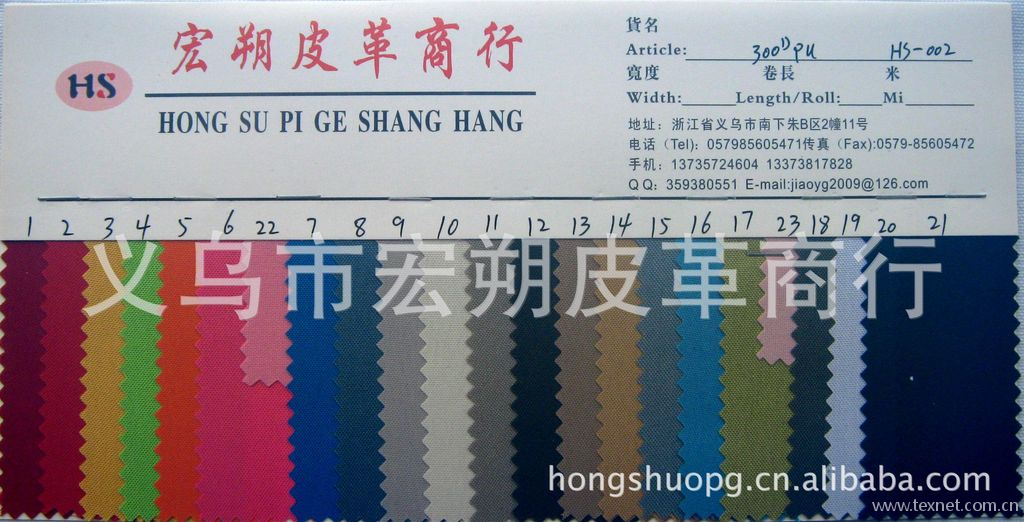 宏朔皮革商行
HS
HONG SU PI GE SHANG HANG
貨名
Article: 300D PU HS-002
寬度 卷長 米
Width: Length/Roll: Mi
地址：浙江省义乌市南下朱B区2幢11号
电话（Tel):057985605471传真（Fax):0579-85605472
手机：13735724604 13373817828
QQ：359380551 E-mail:jiaoyg2009@126.com
1 2 3 4 5 6 22 7 8 9 10 11 12 13 14 15 16 17 23 18 19 20 21
义乌市宏朔皮革商行
hongshuopg.cn.alibaba.com
www.texnet.com.cn